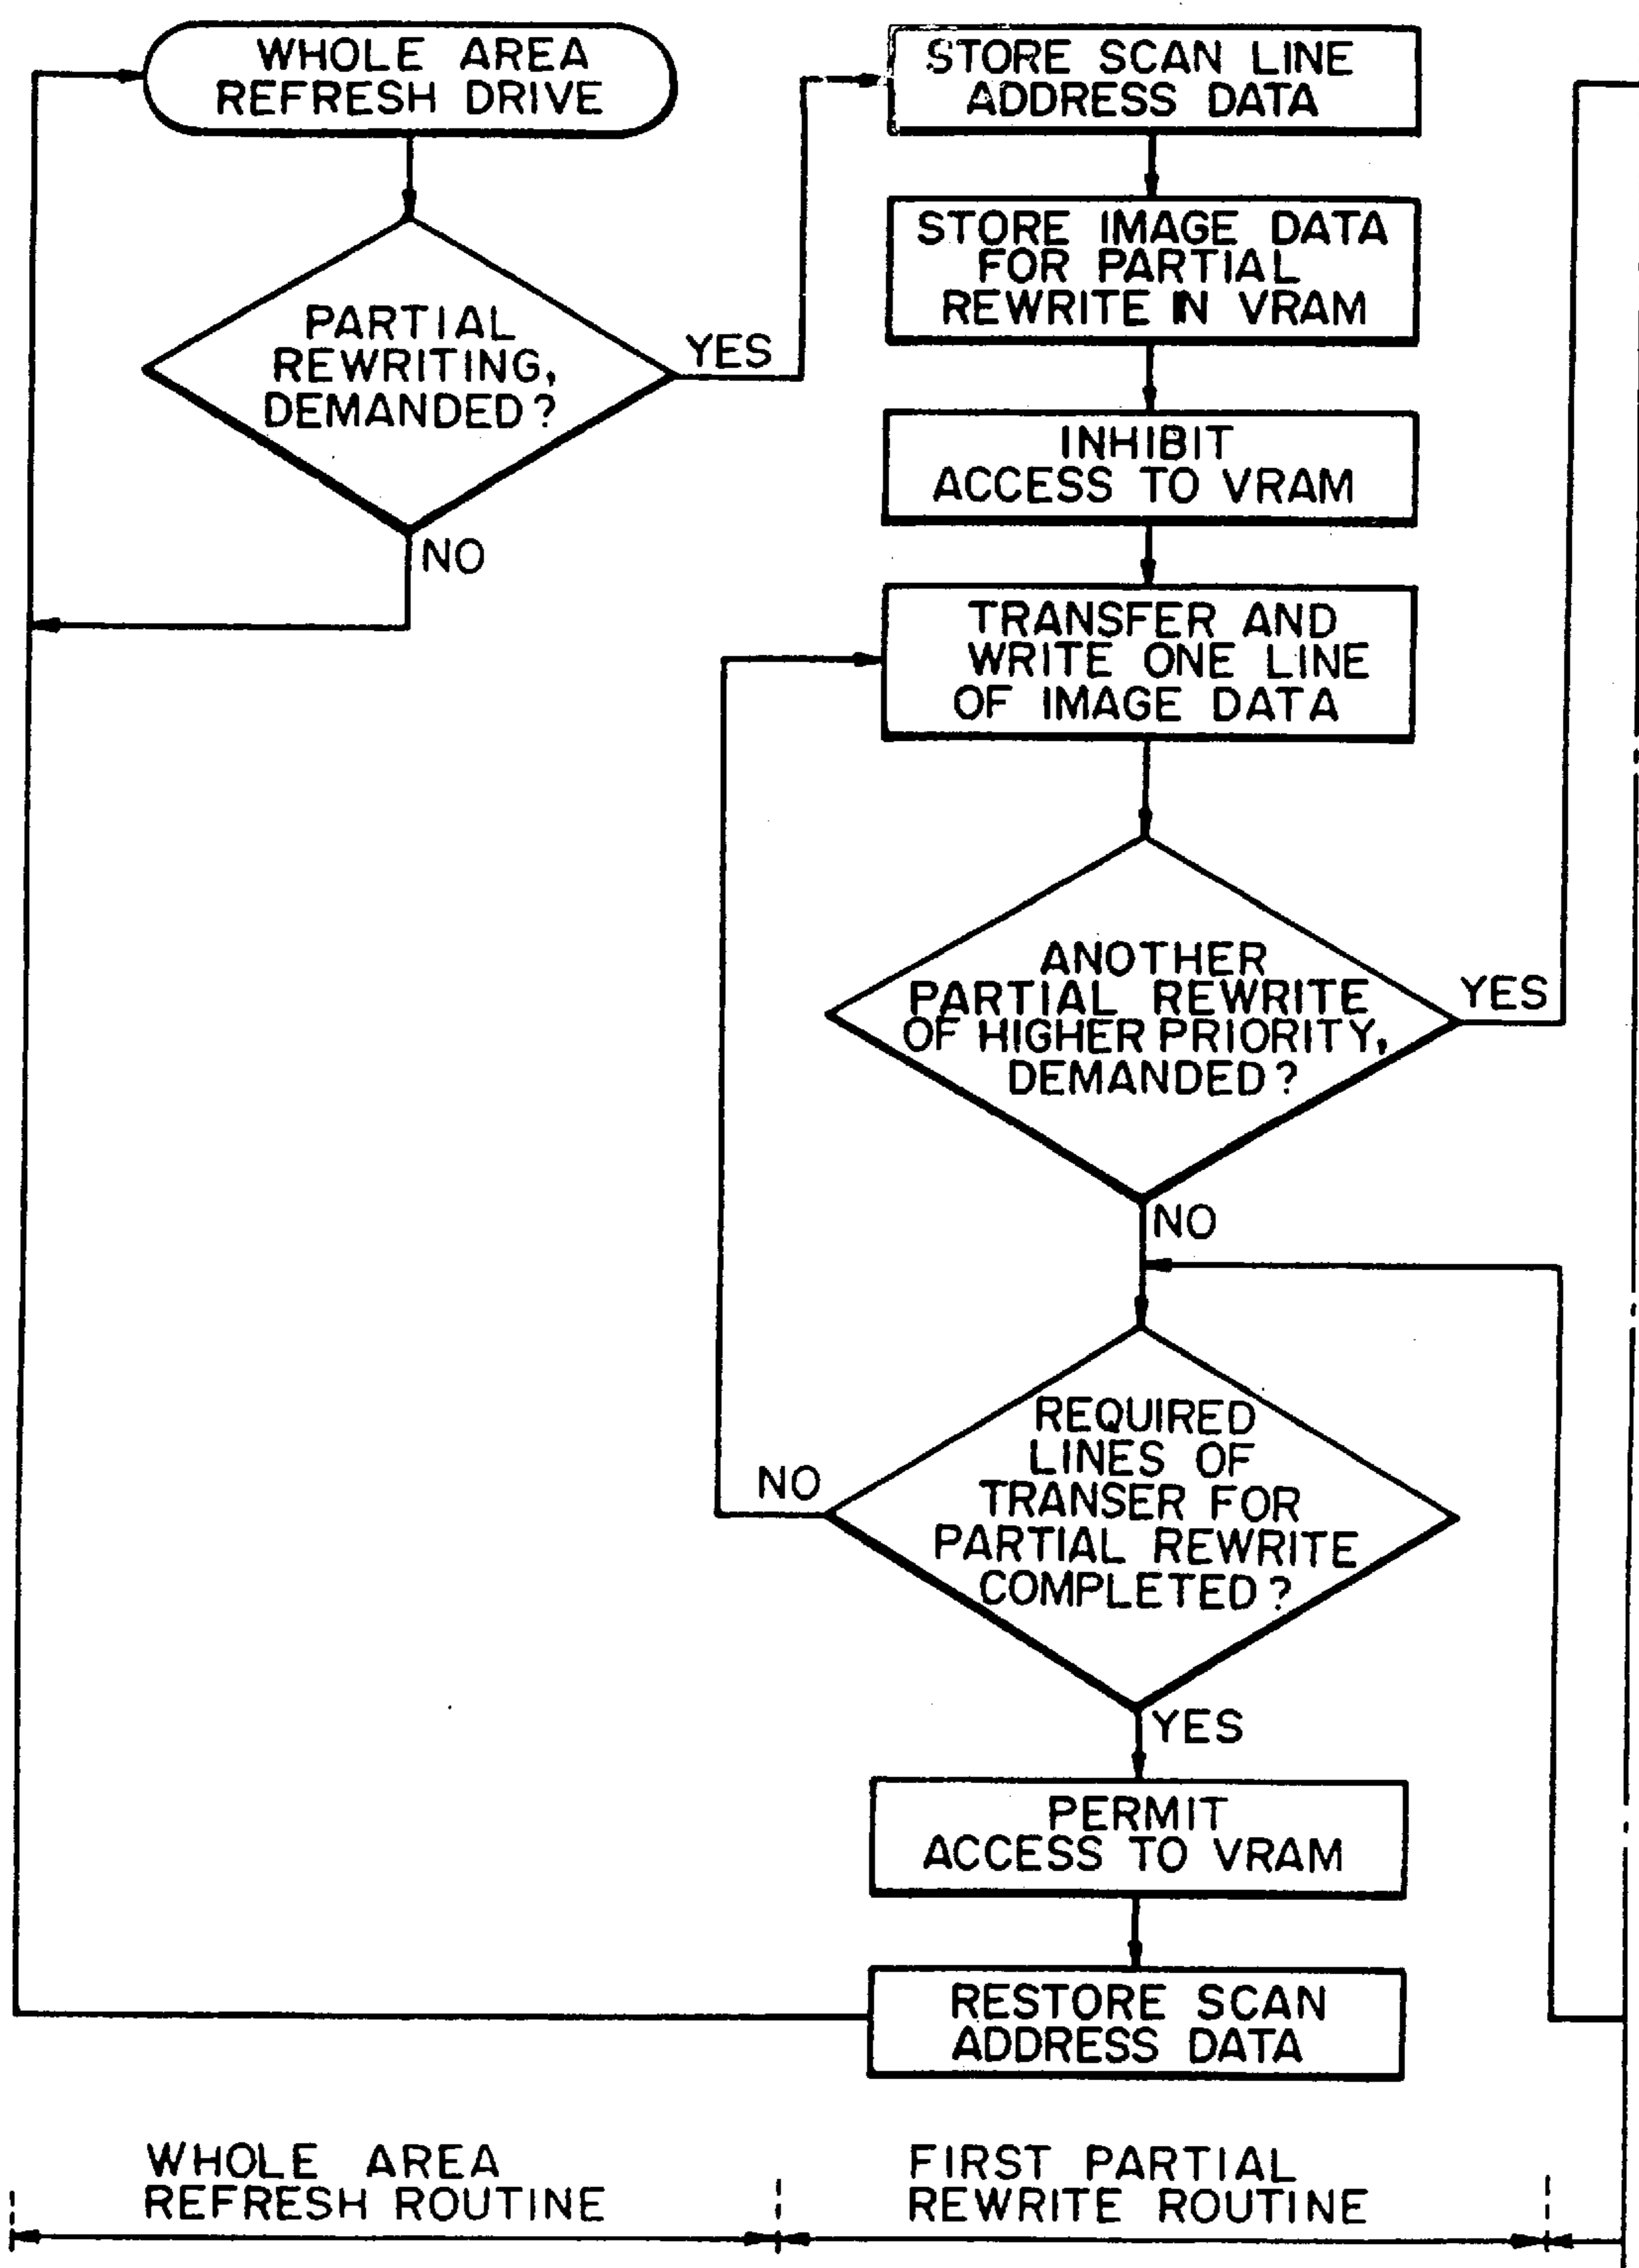 WHOLE AREA
REFRESH DRIVE
PARTIAL
REWRITING,
DEMANDED?
YES
NO
STORE SCAN LINE
ADDRESS DATA
STORE IMAGE DATA
FOR PARTIAL
REWRITE IN VRAM
INHIBIT
ACCESS TO VRAM
TRANSFER AND
WRITE ONE LINE
OF IMAGE DATA
ANOTHER
PARTIAL REWRITE
OF HIGHER PRIORITY,
DEMANDED?
YES
NO
REQUIRED
LINES OF
TRANSER FOR
PARTIAL REWRITE
COMPLETED?
NO
YES
PERMIT
ACCESS TO VRAM
RESTORE SCAN
ADDRESS DATA
WHOLE AREA
REFRESH ROUTINE
FIRST PARTIAL
REWRITE ROUTINE